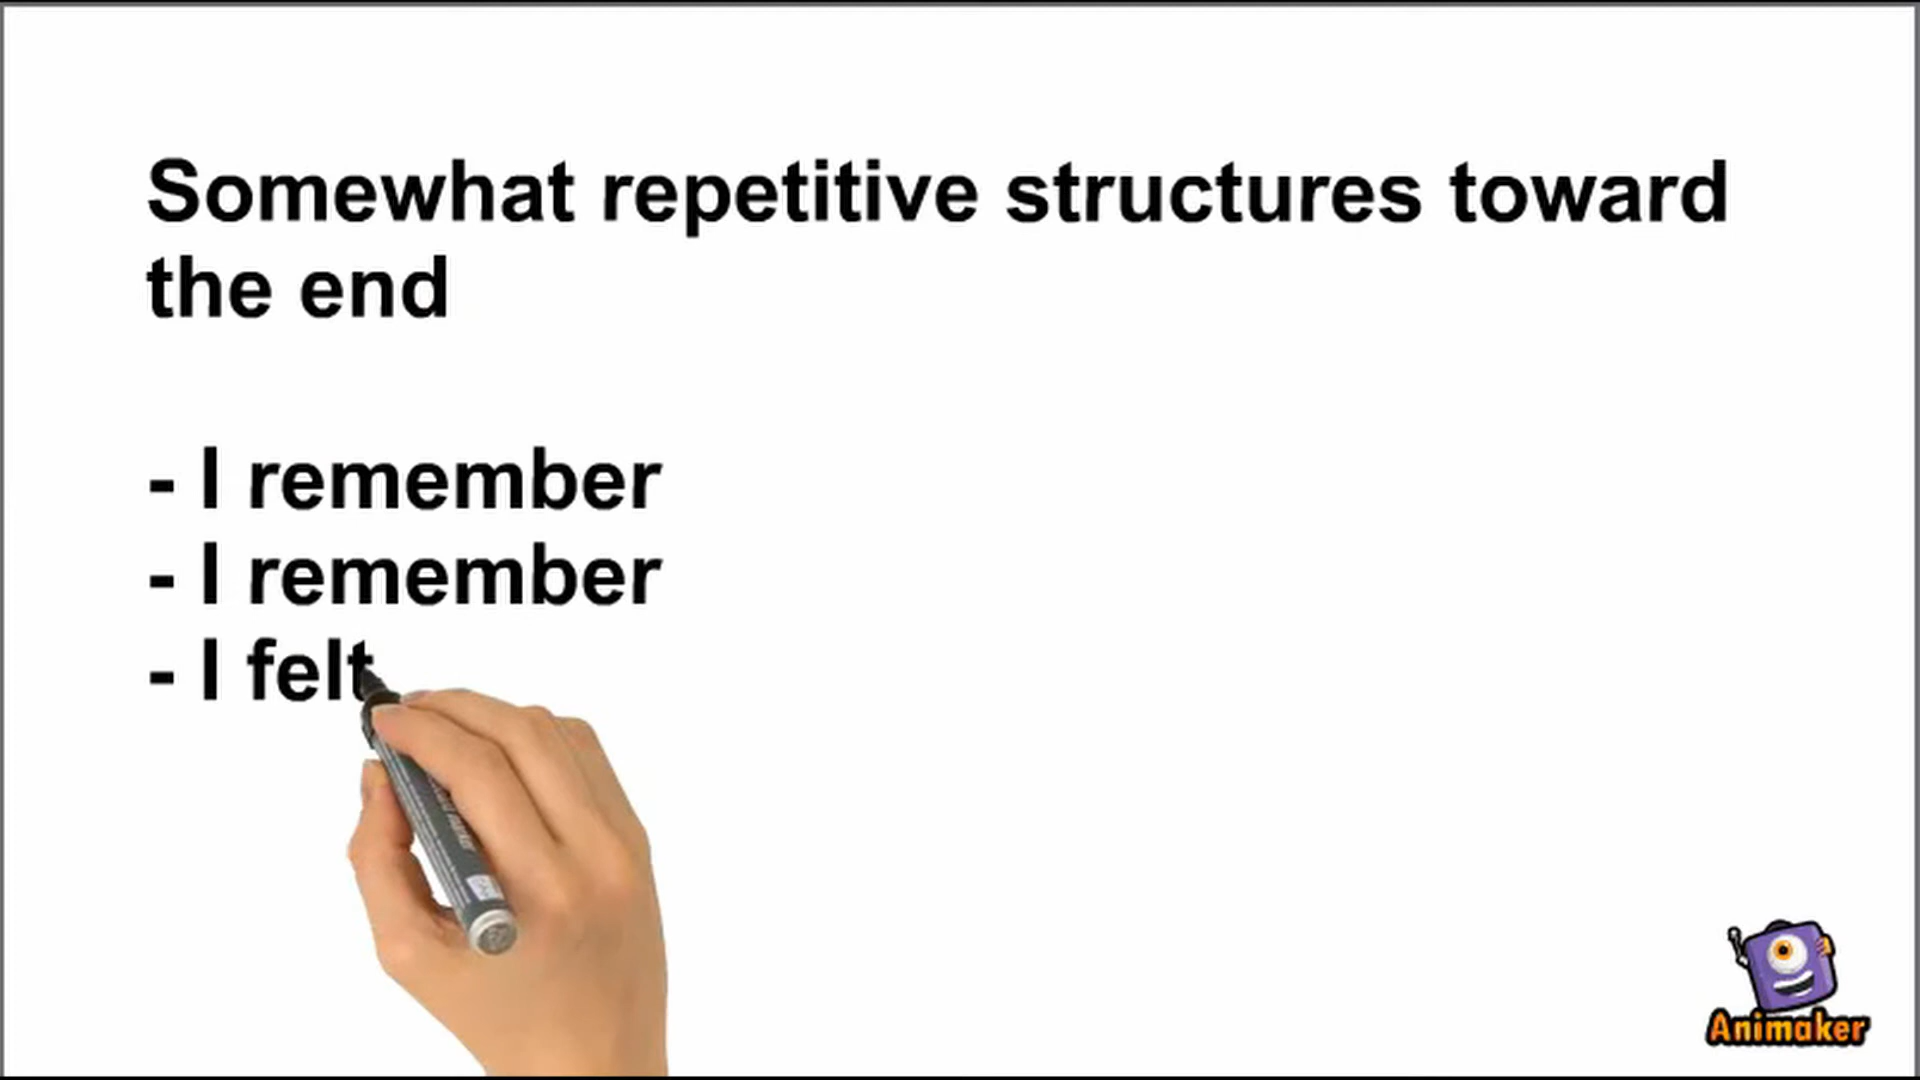 Somewhat repetitive structures toward
the end
- I remember
- I remember
- I felt
Animaker